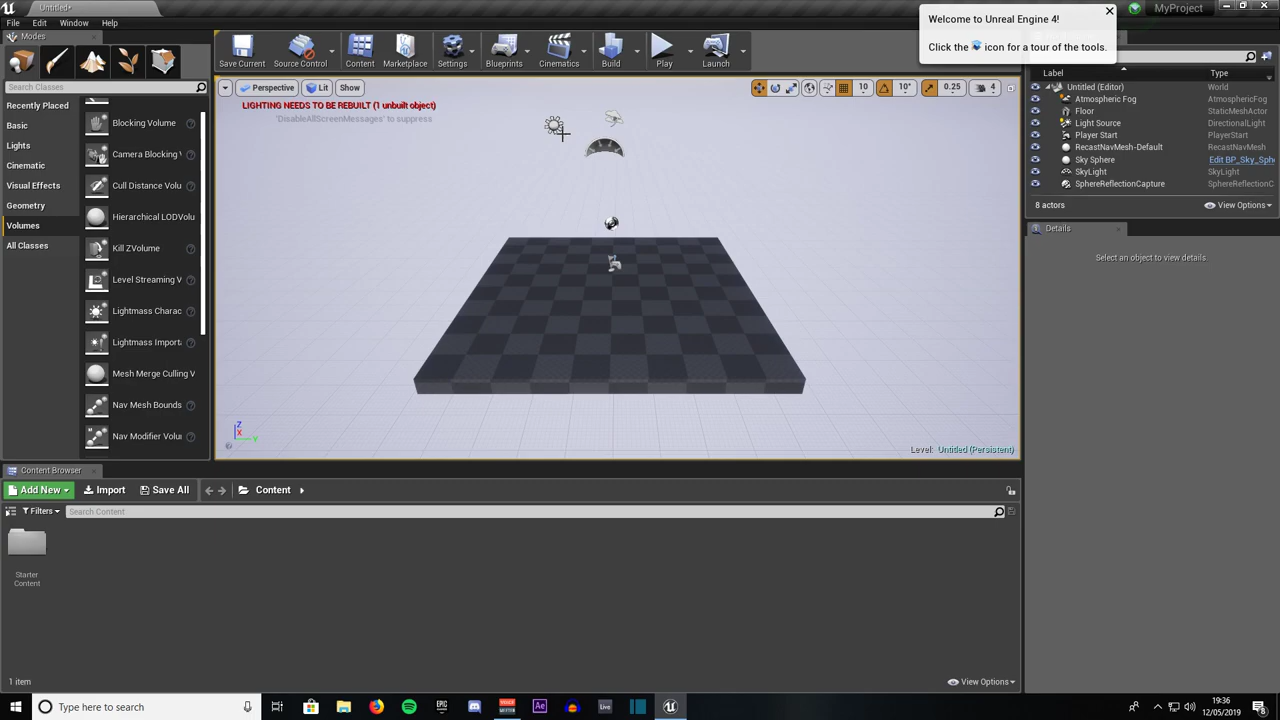 Untitled*
MyProject
File Edit Window Help
Welcome to Unreal Engine 4!
Click the icon for a tour of the tools.
Modes
Search Classes
Recently Placed
Basic
Lights
Cinematic
Visual Effects
Geometry
Volumes
All Classes
Blocking Volume
Camera Blocking V
Cull Distance Volu
Hierarchical LODVolu
Kill ZVolume
Level Streaming V
Lightmass Charac
Lightmass Import
Mesh Merge Culling V
Nav Mesh Bounds
Nav Modifier Volu
Save Current Source Control Content Marketplace Settings Blueprints Cinematics Build Play Launch
Perspective Lit Show
10 10° 0.25 4
LIGHTING NEEDS TO BE REBUILT (1 unbuilt object)
'DisableAllScreenMessages' to suppress
Z
X
Y
Level: Untitled (Persistent)
Label Type
Untitled (Editor) World
Atmospheric Fog AtmosphericFog
Floor StaticMeshActor
Light Source DirectionalLight
Player Start PlayerStart
RecastNavMesh-Default RecastNavMesh
Sky Sphere Edit BP_Sky_Sph
SkyLight SkyLight
SphereReflectionCapture SphereReflectionC
8 actors View Options
Details
Select an object to view details.
Content Browser
Add New Import Save All Content
Filters Search Content
Starter
Content
1 item View Options
Type here to search
19:36
12/05/2019